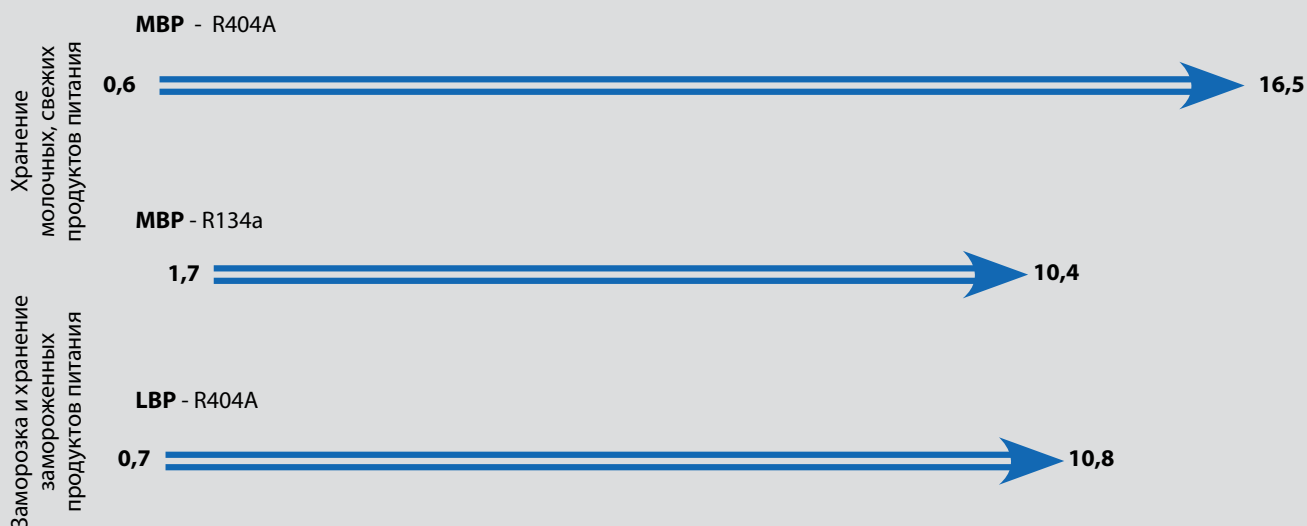 MBP - R404A
0,6
16,5
Хранение
молочных, свежих
продуктов питания
MBP - R134a
1,7
10,4
Заморозка и хранение
замороженных
продуктов питания
LBP - R404A
0,7
10,8